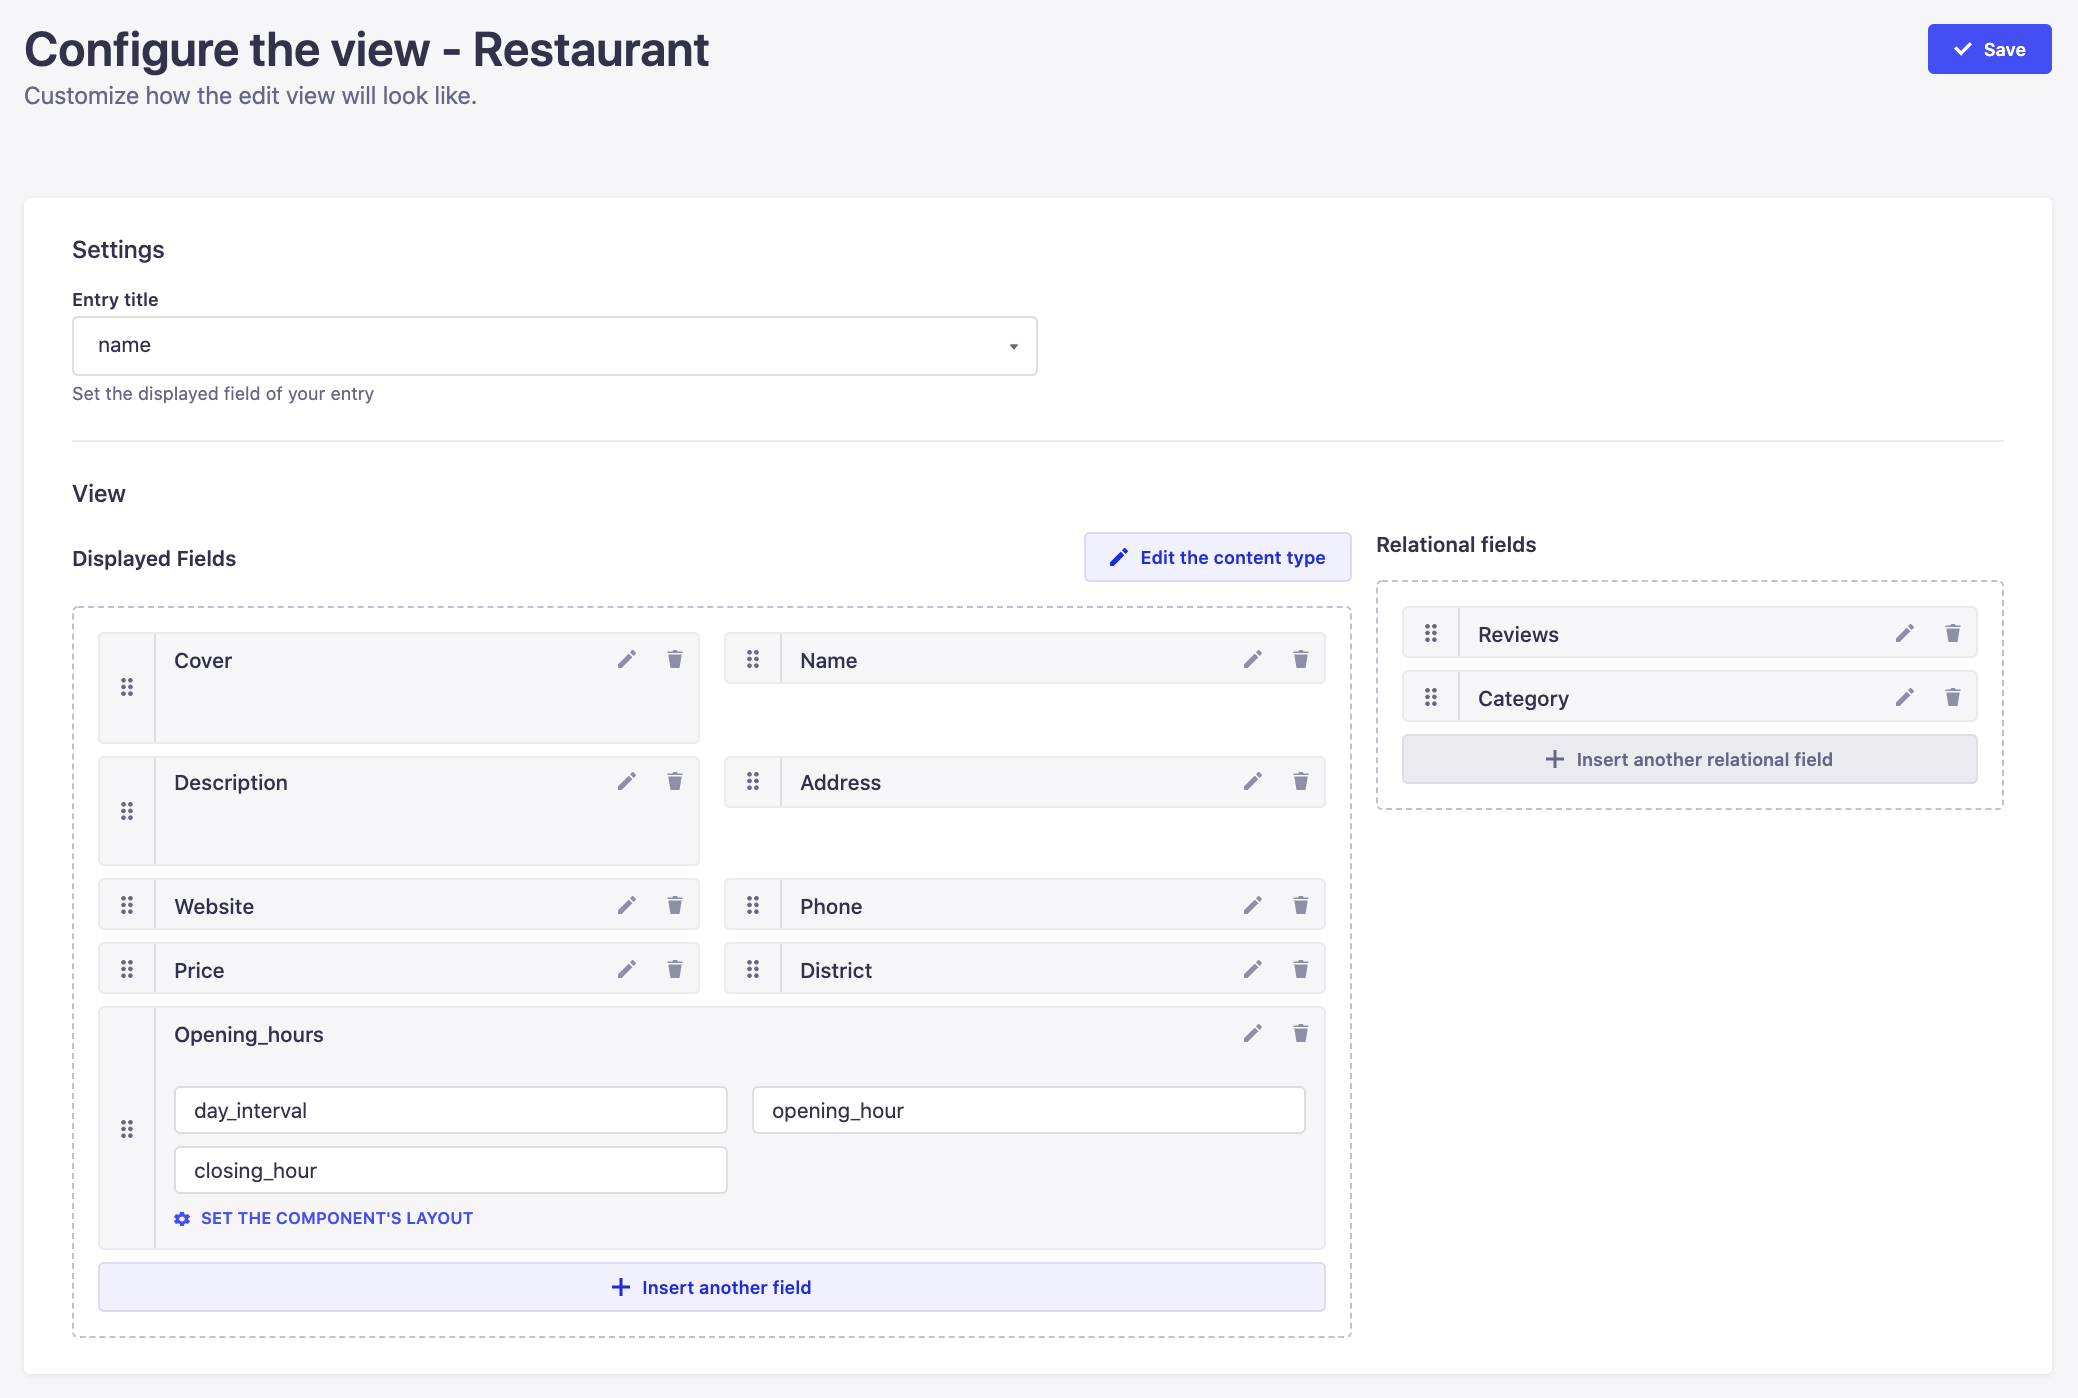 Configure the view - Restaurant
Save
Customize how the edit view will look like.
Settings
Entry title
name
Set the displayed field of your entry
View
Displayed Fields
Edit the content type
Cover
Name
Description
Address
Website
Phone
Price
District
Opening_hours
day_interval
opening_hour
closing_hour
SET THE COMPONENT'S LAYOUT
Insert another field
Relational fields
Reviews
Category
Insert another relational field